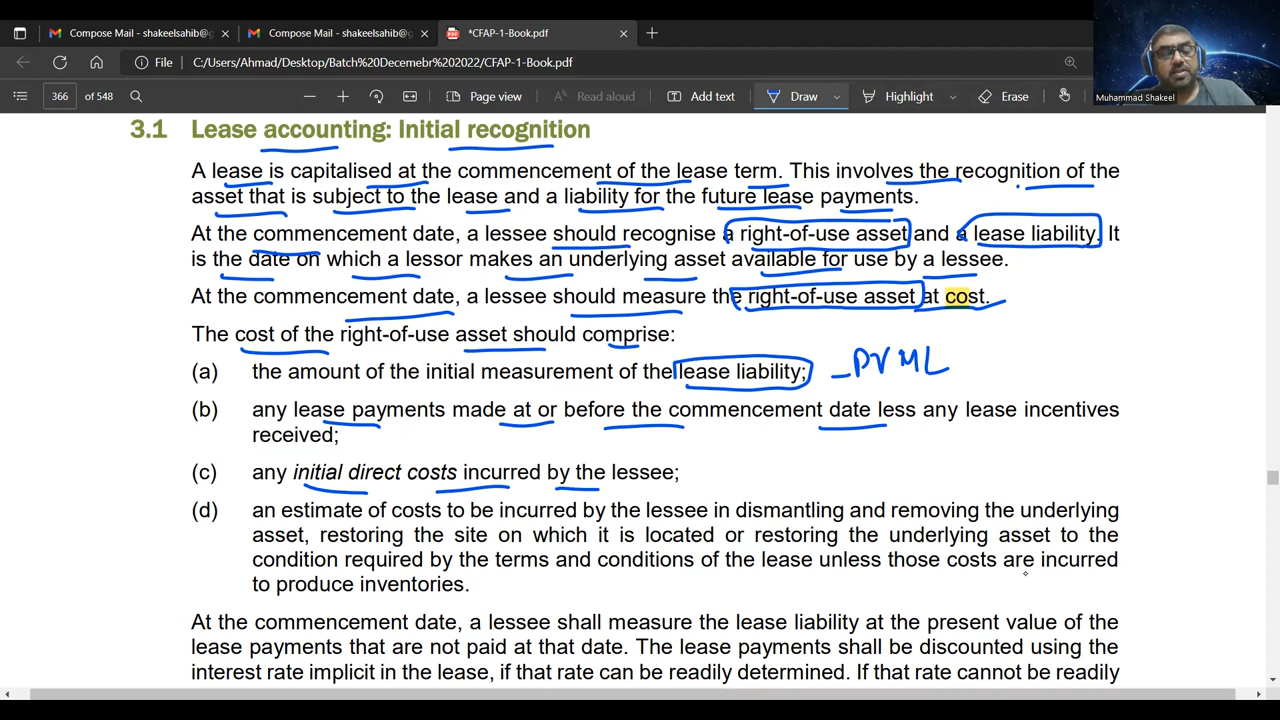 Compose Mail - shakeelsahib@g
Compose Mail - shakeelsahib@g
*CFAP-1-Book.pdf
File C:/Users/Ahmad/Desktop/Batch%20Decemebr%202022/CFAP-1-Book.pdf
366 of 548 Page view Read aloud Add text Draw Highlight Erase
Muhammad Shakeel
3.1 Lease accounting: Initial recognition
A lease is capitalised at the commencement of the lease term. This involves the recognition of the
asset that is subject to the lease and a liability for the future lease payments.
At the commencement date, a lessee should recognise a right-of-use asset and a lease liability. It
is the date on which a lessor makes an underlying asset available for use by a lessee.
At the commencement date, a lessee should measure the right-of-use asset at cost.
The cost of the right-of-use asset should comprise:
(a) the amount of the initial measurement of the lease liability; PVML
(b) any lease payments made at or before the commencement date less any lease incentives
received;
(c) any initial direct costs incurred by the lessee;
(d) an estimate of costs to be incurred by the lessee in dismantling and removing the underlying
asset, restoring the site on which it is located or restoring the underlying asset to the
condition required by the terms and conditions of the lease unless those costs are incurred
to produce inventories.
At the commencement date, a lessee shall measure the lease liability at the present value of the
lease payments that are not paid at that date. The lease payments shall be discounted using the
interest rate implicit in the lease, if that rate can be readily determined. If that rate cannot be readily